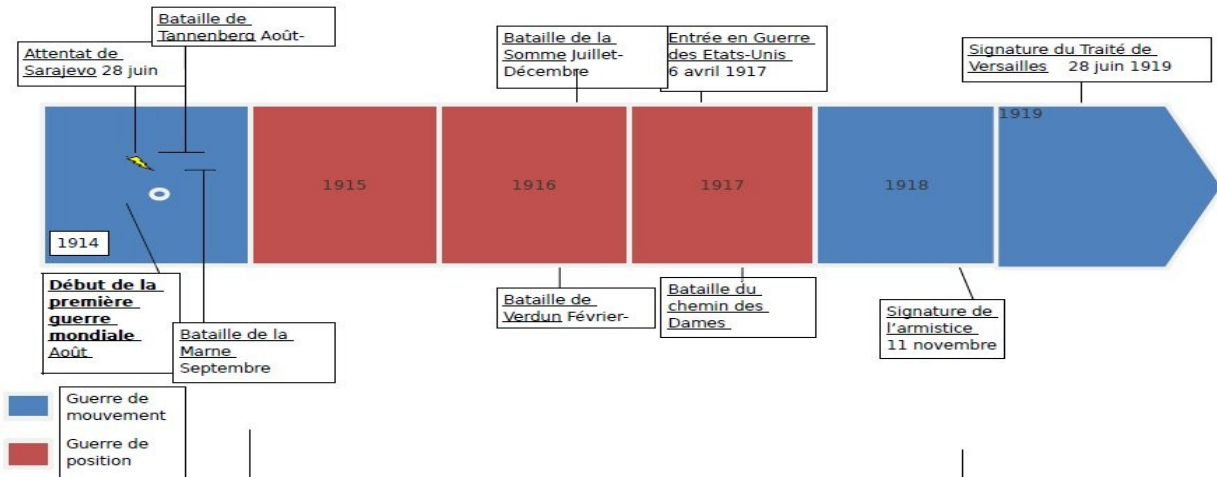 Bataille de
Tannenberg Août-
Attentat de
Sarajevo 28 juin
Bataille de la
Somme Juillet-
Décembre
Entrée en Guerre
des Etats-Unis
6 avril 1917
Signature du Traité de
Versailles 28 juin 1919
1914
1915
1916
1917
1918
1919
Début de la
première
guerre
mondiale
Août
Bataille de la
Marne
Septembre
Bataille de
Verdun Février-
Bataille du
chemin des
Dames
Signature de
l'armistice
11 novembre
Guerre de
mouvement
Guerre de
position